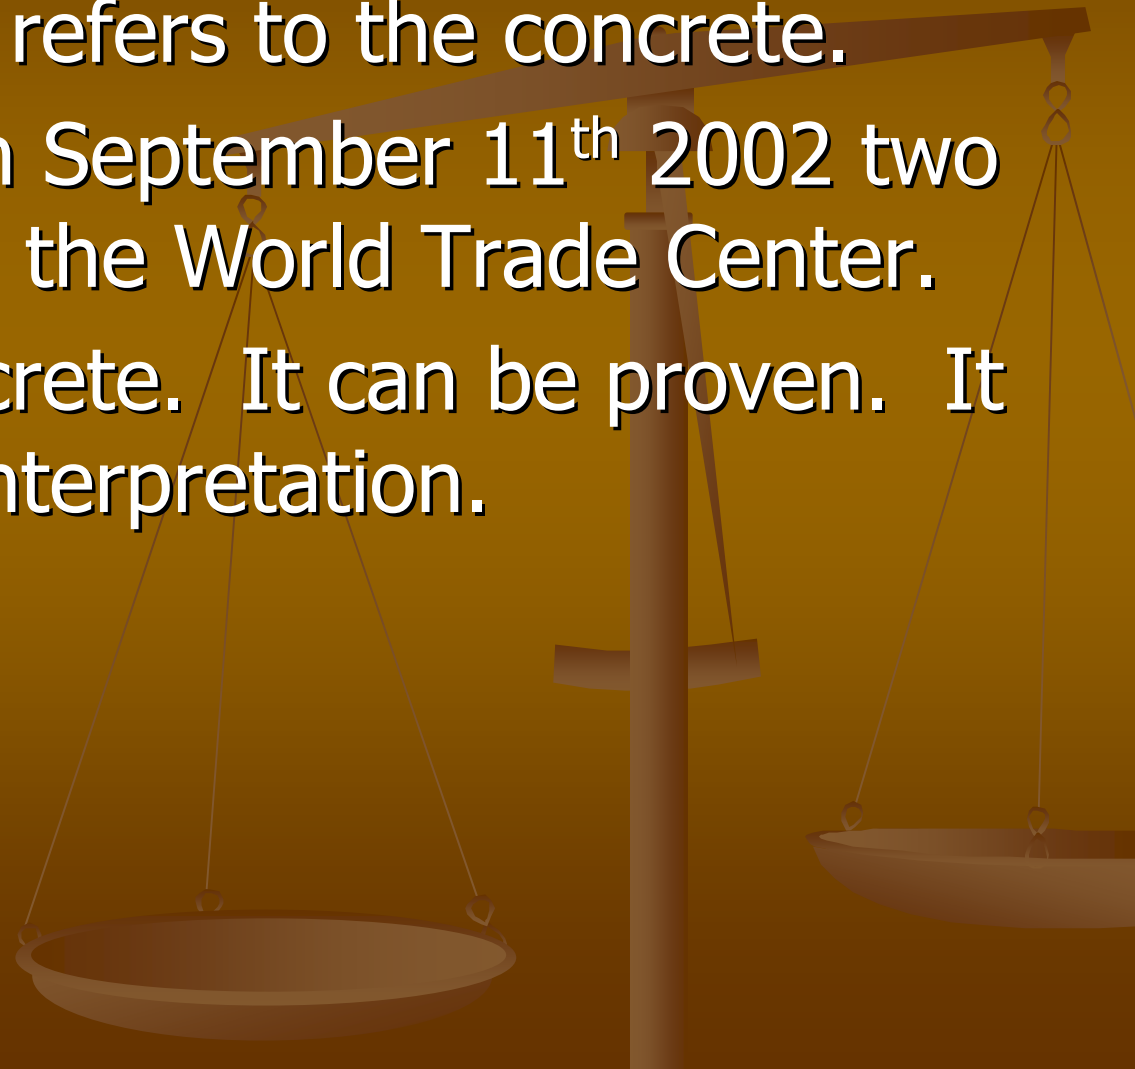 refers to the concrete.
September 11th 2002 two
the World Trade Center.
crete. It can be proven. It
nterpretation.